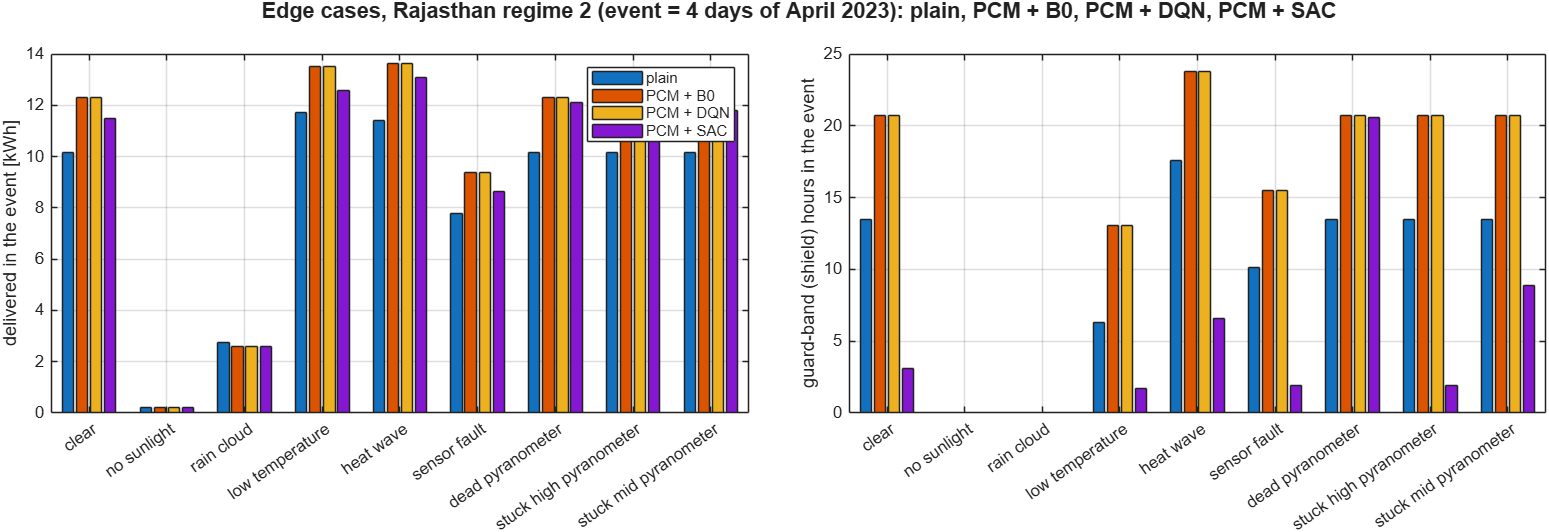 Edge cases, Rajasthan regime 2 (event = 4 days of April 2023): plain, PCM + B0, PCM + DQN, PCM + SAC
delivered in the event [kWh]
14
12
10
8
6
4
2
0
plain
PCM + B0
PCM + DQN
PCM + SAC
clear
no sunlight
rain cloud
low temperature
heat wave
sensor fault
dead pyranometer
stuck high pyranometer
stuck mid pyranometer
guard-band (shield) hours in the event
25
20
15
10
5
0
clear
no sunlight
rain cloud
low temperature
heat wave
sensor fault
dead pyranometer
stuck high pyranometer
stuck mid pyranometer